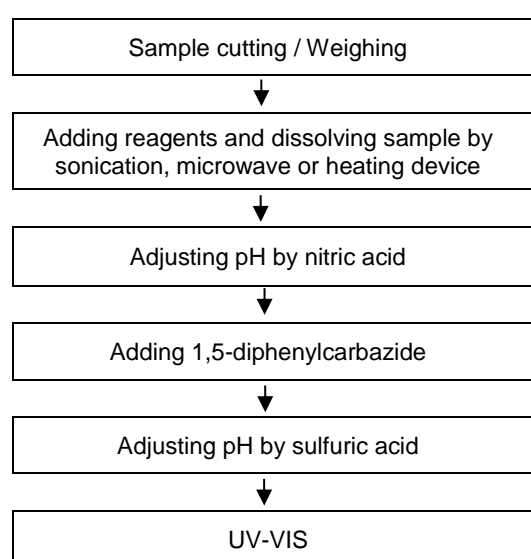 Sample cutting / Weighing
Adding reagents and dissolving sample by
sonication, microwave or heating device
Adjusting pH by nitric acid
Adding 1,5-diphenylcarbazide
Adjusting pH by sulfuric acid
UV-VIS